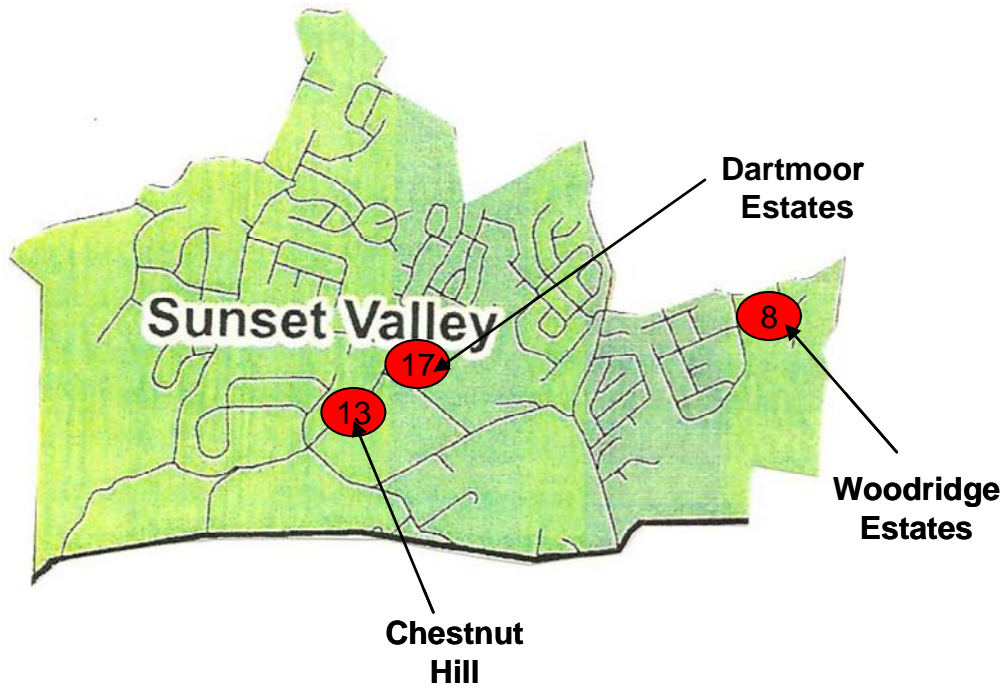 Dartmoor
Estates
Sunset Valley
8
17
13
Woodridge
Estates
Chestnut
Hill